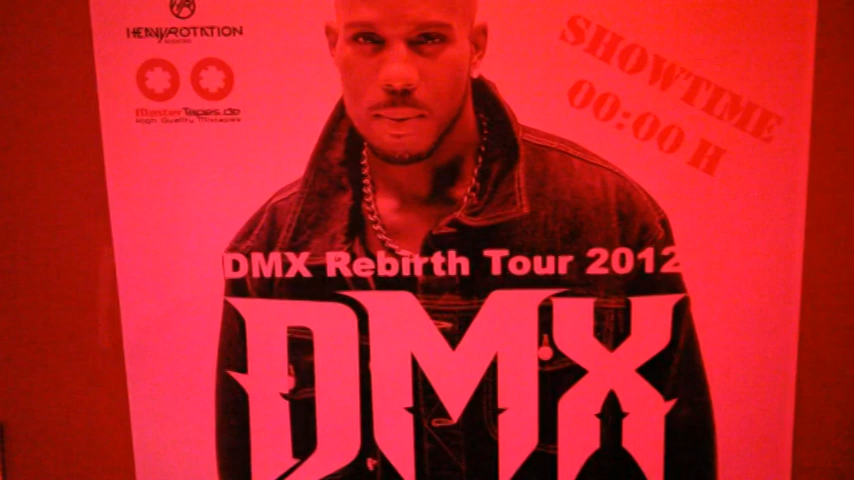 HEAVYROTATION
MasterTapes.de
High Quality Mixtapes
SHOWTIME
00:00 H
DMX Rebirth Tour 2012
DMX